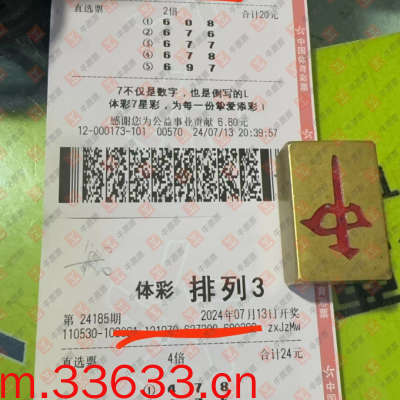 直选票 2倍 合计20元
① 6 0 8
② 6 7 6
③ 6 7 7
④ 6 7 8
⑤ 6 9 7
7不仅是数字，也是倒写的L
体彩7星彩，为每一份挚爱添彩！
感谢您为公益事业贡献 6.80元
12-000173-101 00570 24/07/13 20:39:57
中国体育彩票
体彩 排列3
第 24185期 2024年07月13日开奖
zxJzMw
直选票 4倍 合计24元
① 4 7 8
m.33633.cn